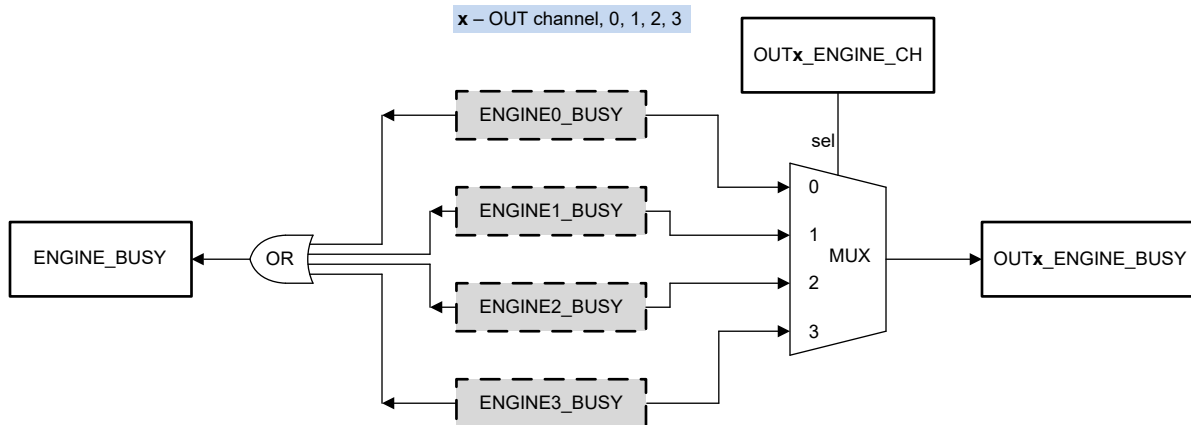 x – OUT channel, 0, 1, 2, 3
OUTx_ENGINE_CH
ENGINE0_BUSY
sel
0
ENGINE1_BUSY
1
ENGINE_BUSY
OR
MUX
OUTx_ENGINE_BUSY
2
ENGINE2_BUSY
3
ENGINE3_BUSY